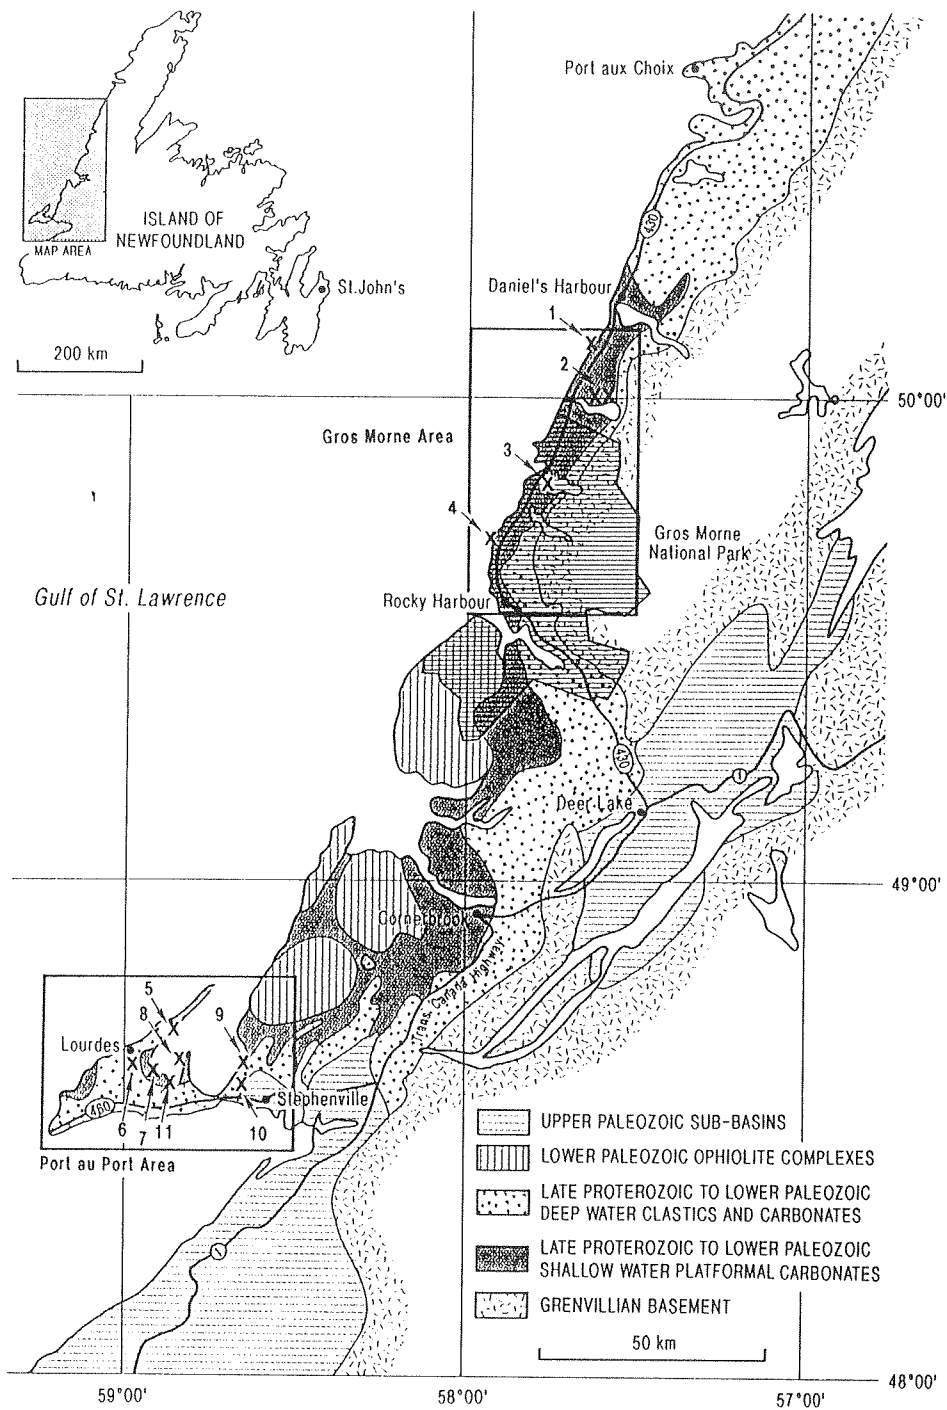 Port aux Choix
ISLAND OF
NEWFOUNDLAND
MAP AREA
St.John's
200 km
430
Daniel's Harbour
1
2
50°00'
Gros Morne Area
3
4
Gros Morne
National Park
Gulf of St. Lawrence
Rocky Harbour
430
1
Deer Lake
49°00'
Cornerbrook
Trans Canada Highway
5
8
9
Lourdes
460
Stephenville
6
7
11
10
Port au Port Area
1
UPPER PALEOZOIC SUB-BASINS
LOWER PALEOZOIC OPHIOLITE COMPLEXES
LATE PROTEROZOIC TO LOWER PALEOZOIC
DEEP WATER CLASTICS AND CARBONATES
LATE PROTEROZOIC TO LOWER PALEOZOIC
SHALLOW WATER PLATFORMAL CARBONATES
GRENVILLIAN BASEMENT
50 km
48°00'
59°00'
58°00'
57°00'